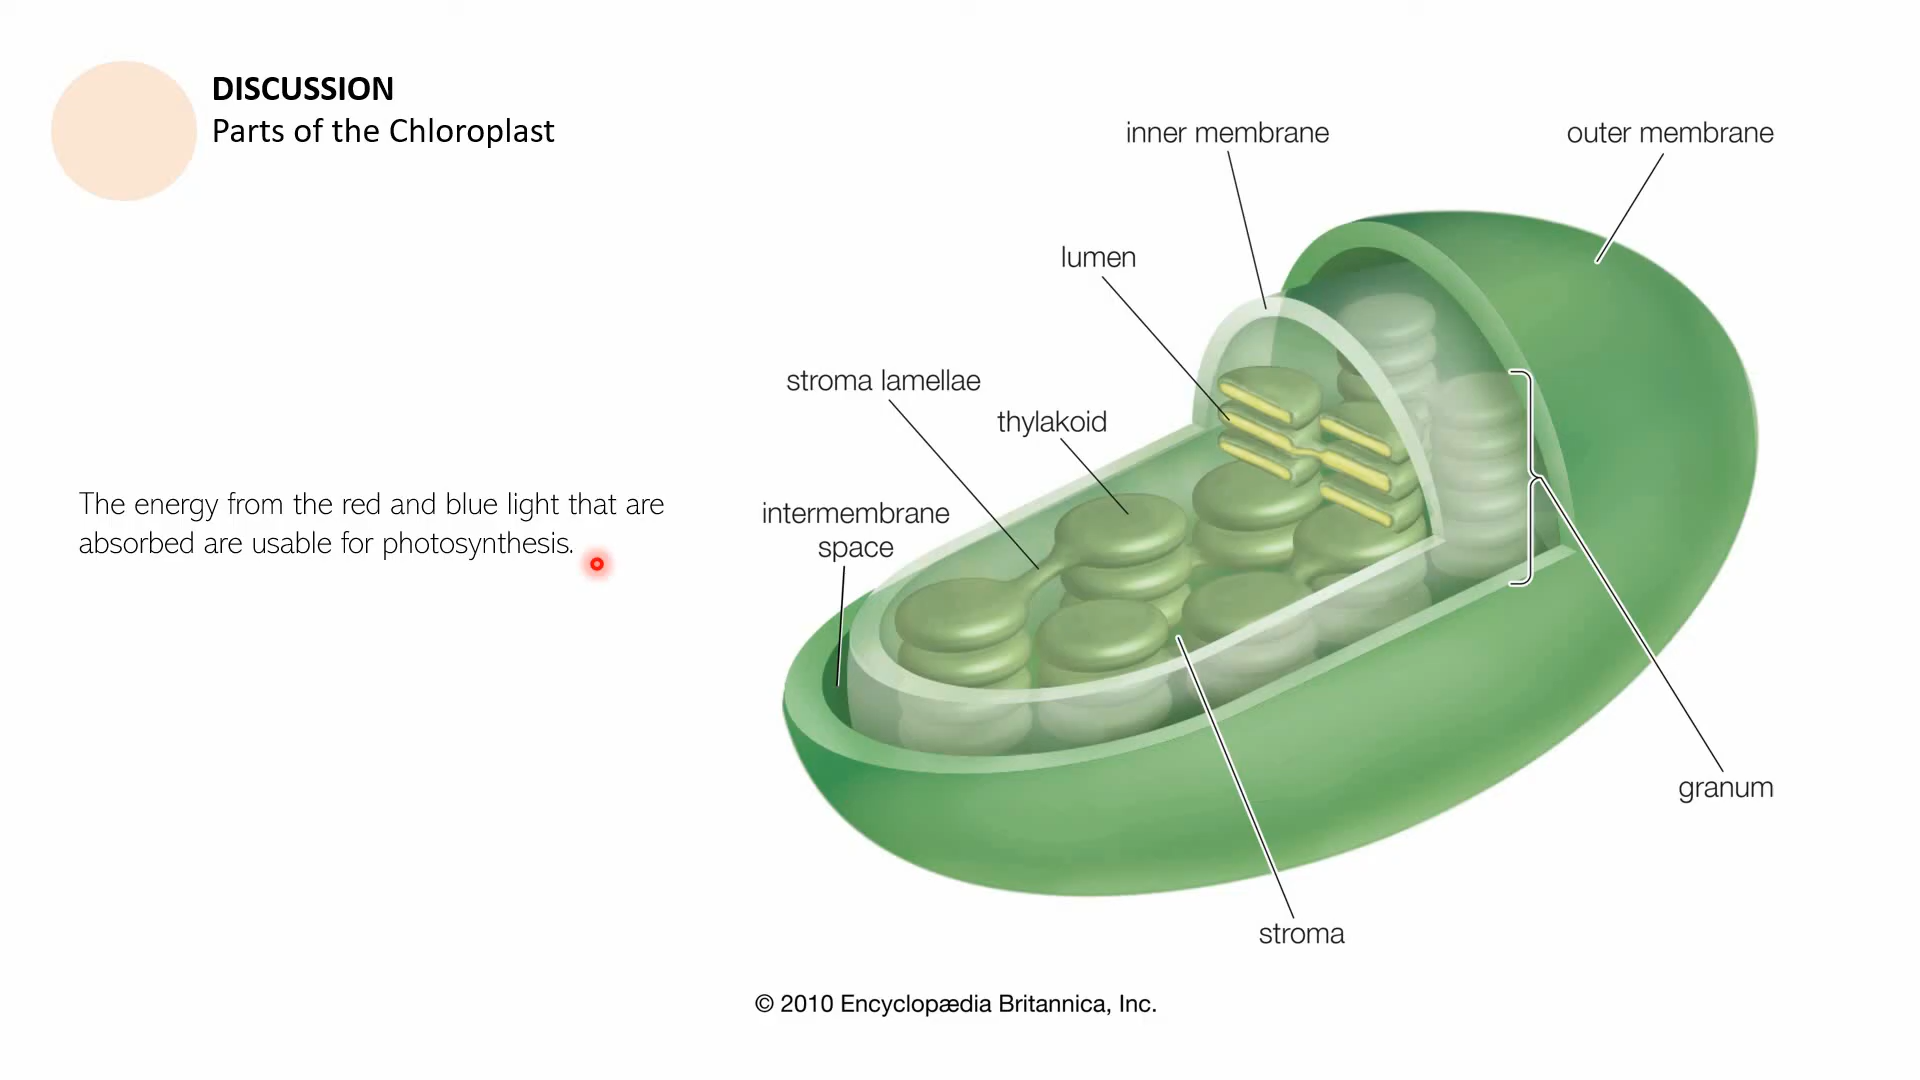 DISCUSSION
Parts of the Chloroplast
inner membrane
outer membrane
lumen
stroma lamellae
thylakoid
The energy from the red and blue light that are
absorbed are usable for photosynthesis.
intermembrane
space
granum
stroma
© 2010 Encyclopædia Britannica, Inc.